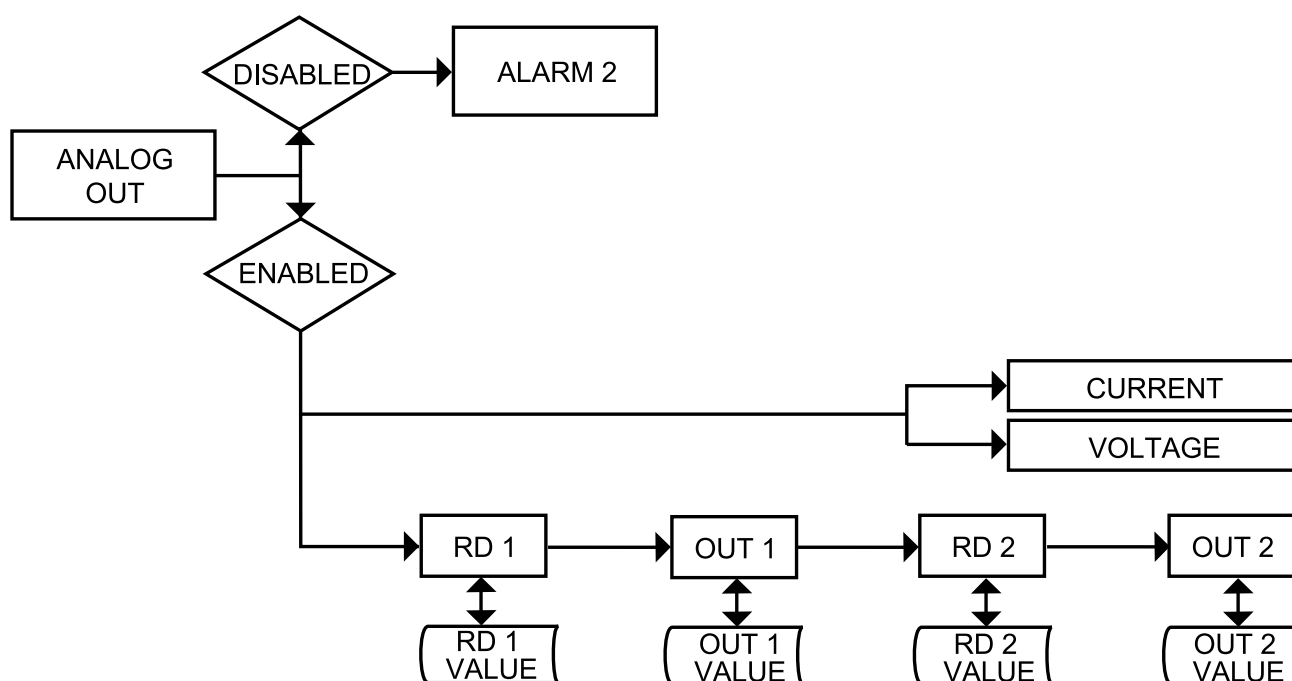 DISABLED
ALARM 2
ANALOG
OUT
ENABLED
CURRENT
VOLTAGE
RD 1
OUT 1
RD 2
OUT 2
RD 1
VALUE
OUT 1
VALUE
RD 2
VALUE
OUT 2
VALUE